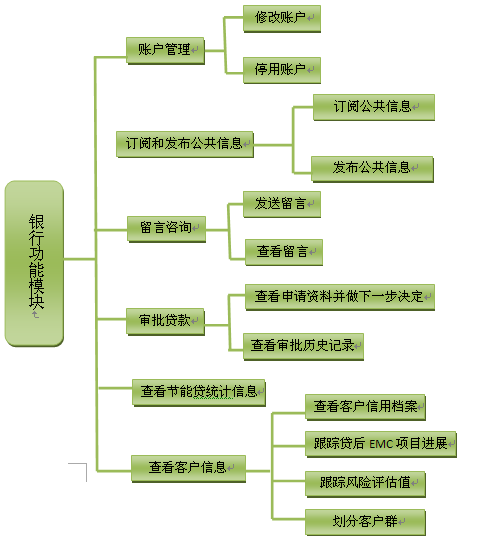 银行功能模块
账户管理
修改账户
停用账户
订阅和发布公共信息
订阅公共信息
发布公共信息
留言咨询
发送留言
查看留言
审批贷款
查看申请资料并做下一步决定
查看审批历史记录
查看节能贷统计信息
查看客户信息
查看客户信用档案
跟踪贷后 EMC 项目进展
跟踪风险评估值
划分客户群